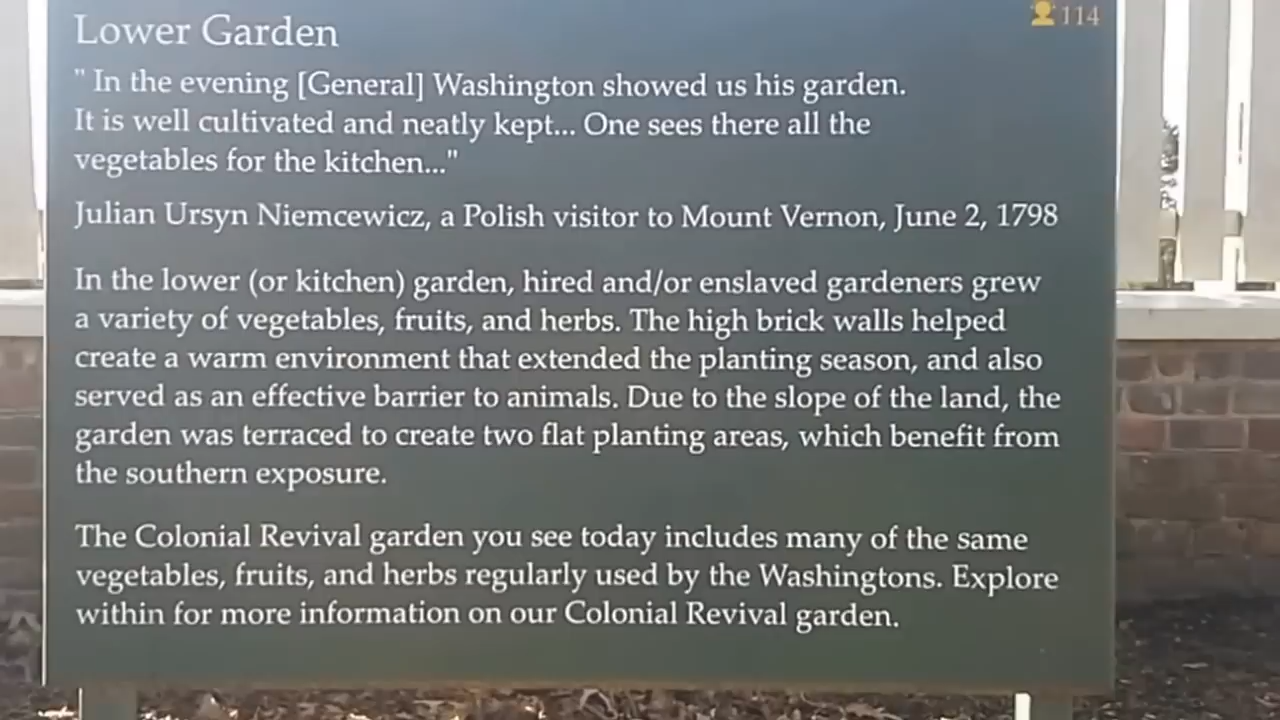 114
Lower Garden
" In the evening [General] Washington showed us his garden.
It is well cultivated and neatly kept... One sees there all the
vegetables for the kitchen..."
Julian Ursyn Niemcewicz, a Polish visitor to Mount Vernon, June 2, 1798
In the lower (or kitchen) garden, hired and/or enslaved gardeners grew
a variety of vegetables, fruits, and herbs. The high brick walls helped
create a warm environment that extended the planting season, and also
served as an effective barrier to animals. Due to the slope of the land, the
garden was terraced to create two flat planting areas, which benefit from
the southern exposure.
The Colonial Revival garden you see today includes many of the same
vegetables, fruits, and herbs regularly used by the Washingtons. Explore
within for more information on our Colonial Revival garden.